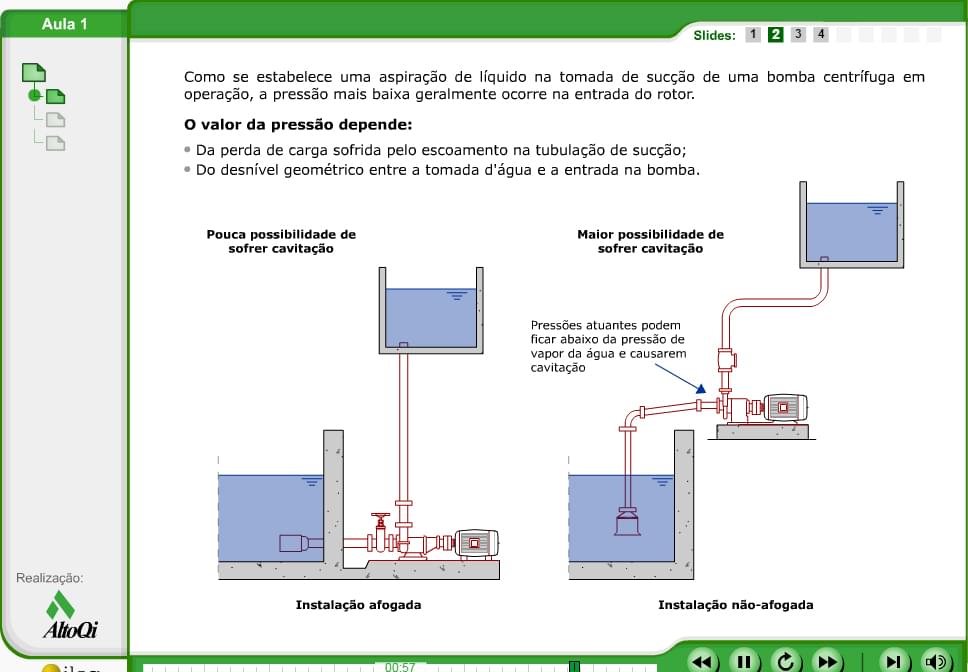 Aula 1
Slides: 1 2 3 4
Como se estabelece uma aspiração de líquido na tomada de sucção de uma bomba centrífuga em
operação, a pressão mais baixa geralmente ocorre na entrada do rotor.
O valor da pressão depende:
Da perda de carga sofrida pelo escoamento na tubulação de sucção;
Do desnível geométrico entre a tomada d'água e a entrada na bomba.
Pouca possibilidade de
sofrer cavitação
Maior possibilidade de
sofrer cavitação
Pressões atuantes podem
ficar abaixo da pressão de
vapor da água e causarem
cavitação
Instalação afogada
Instalação não-afogada
Realização:
AltoQi
00:57